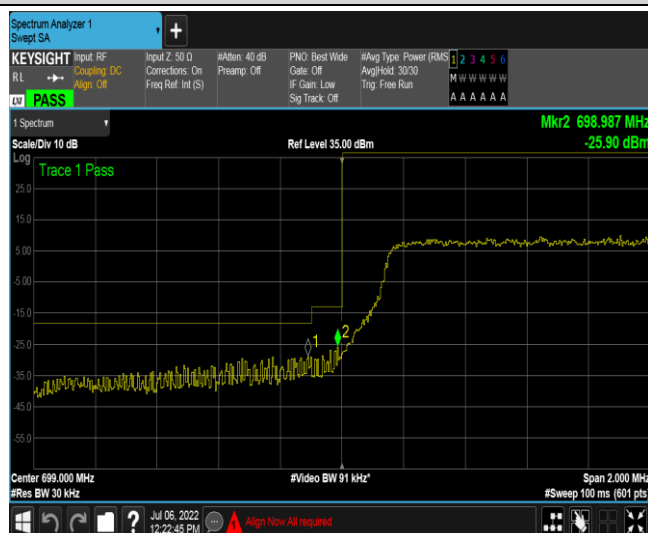 Spectrum Analyzer 1
Swept SA
+
KEYSIGHT
RL
LXI PASS
Input: RF
Coupling: DC
Align: Off
Input Z: 50 Ω
Corrections: On
Freq Ref: Int (S)
#Atten: 40 dB
Preamp: Off
PNO: Best Wide
Gate: Off
IF Gain: Low
Sig Track: Off
#Avg Type: Power (RMS
Avg|Hold: 30/30
Trig: Free Run
1 2 3 4 5 6
M W W W W W
A A A A A A
1 Spectrum
Mkr2 698.987 MHz
Scale/Div 10 dB
Ref Level 35.00 dBm
-25.90 dBm
Log
Trace 1 Pass
25.0
15.0
5.00
-5.00
-15.0
-25.0
-35.0
-45.0
-55.0
1
2
Center 699.000 MHz
#Video BW 91 kHz*
Span 2.000 MHz
#Res BW 30 kHz
#Sweep 100 ms (601 pts)
?
Jul 06, 2022
12:22:45 PM
1
Align Now All required